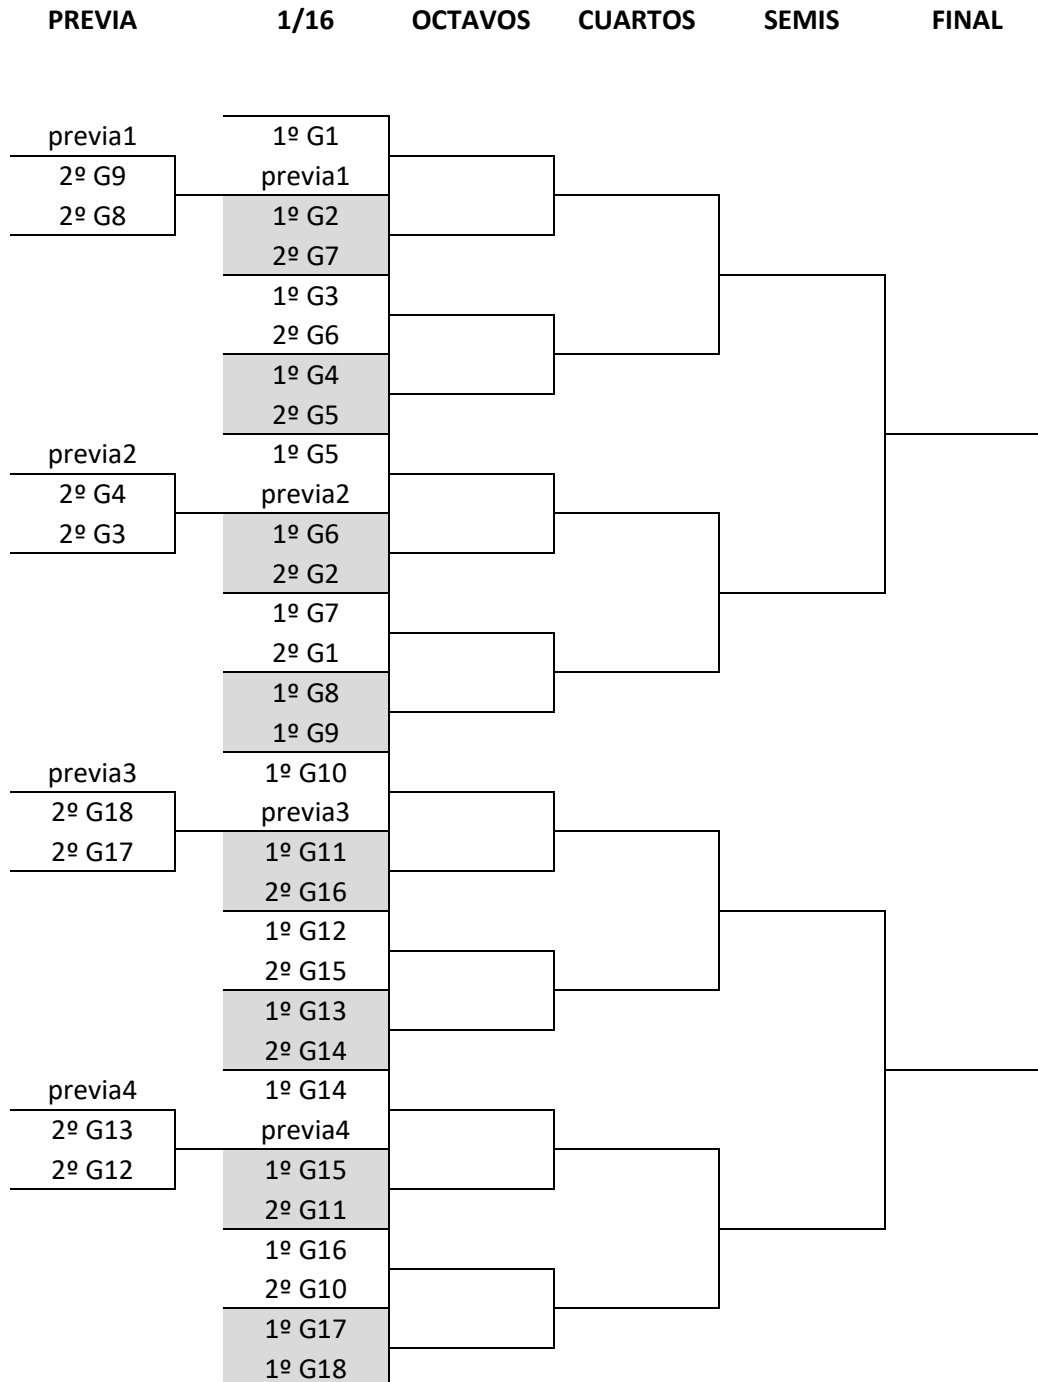 PREVIA 1/16 OCTAVOS CUARTOS SEMIS FINAL
previa1 1º G1
2º G9 previa1
2º G8 1º G2
2º G7
1º G3
2º G6
1º G4
2º G5
previa2 1º G5
2º G4 previa2
2º G3 1º G6
2º G2
1º G7
2º G1
1º G8
1º G9
previa3 1º G10
2º G18 previa3
2º G17 1º G11
2º G16
1º G12
2º G15
1º G13
2º G14
previa4 1º G14
2º G13 previa4
2º G12 1º G15
2º G11
1º G16
2º G10
1º G17
1º G18